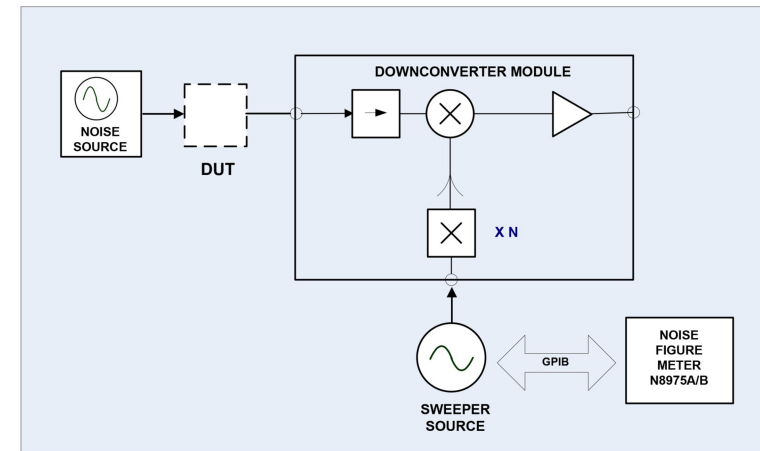 DOWNCONVERTER MODULE
NOISE
SOURCE
DUT
X N
GPIB
NOISE
FIGURE
METER
N8975A/B
SWEEPER
SOURCE